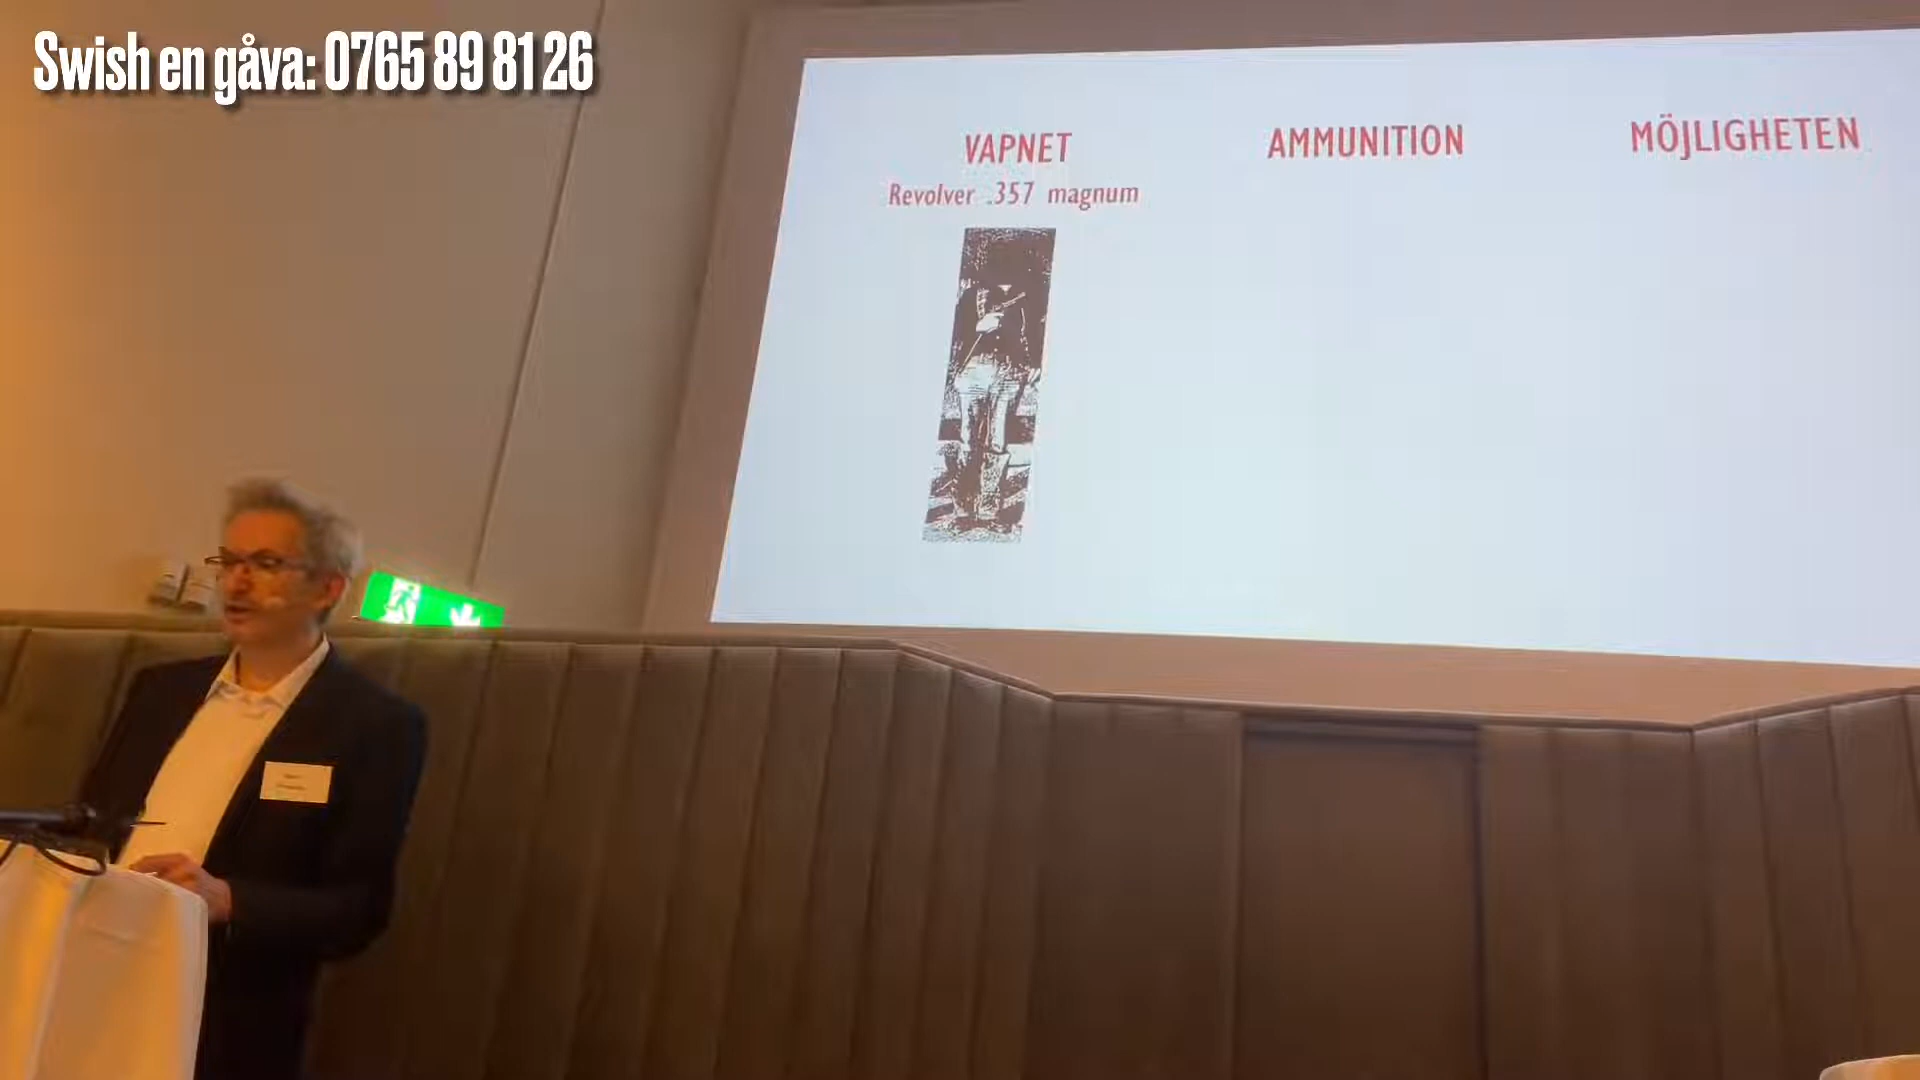 Swish en gåva: 0765 89 81 26
VAPNET
AMMUNITION
MÖJLIGHETEN
Revolver .357 magnum